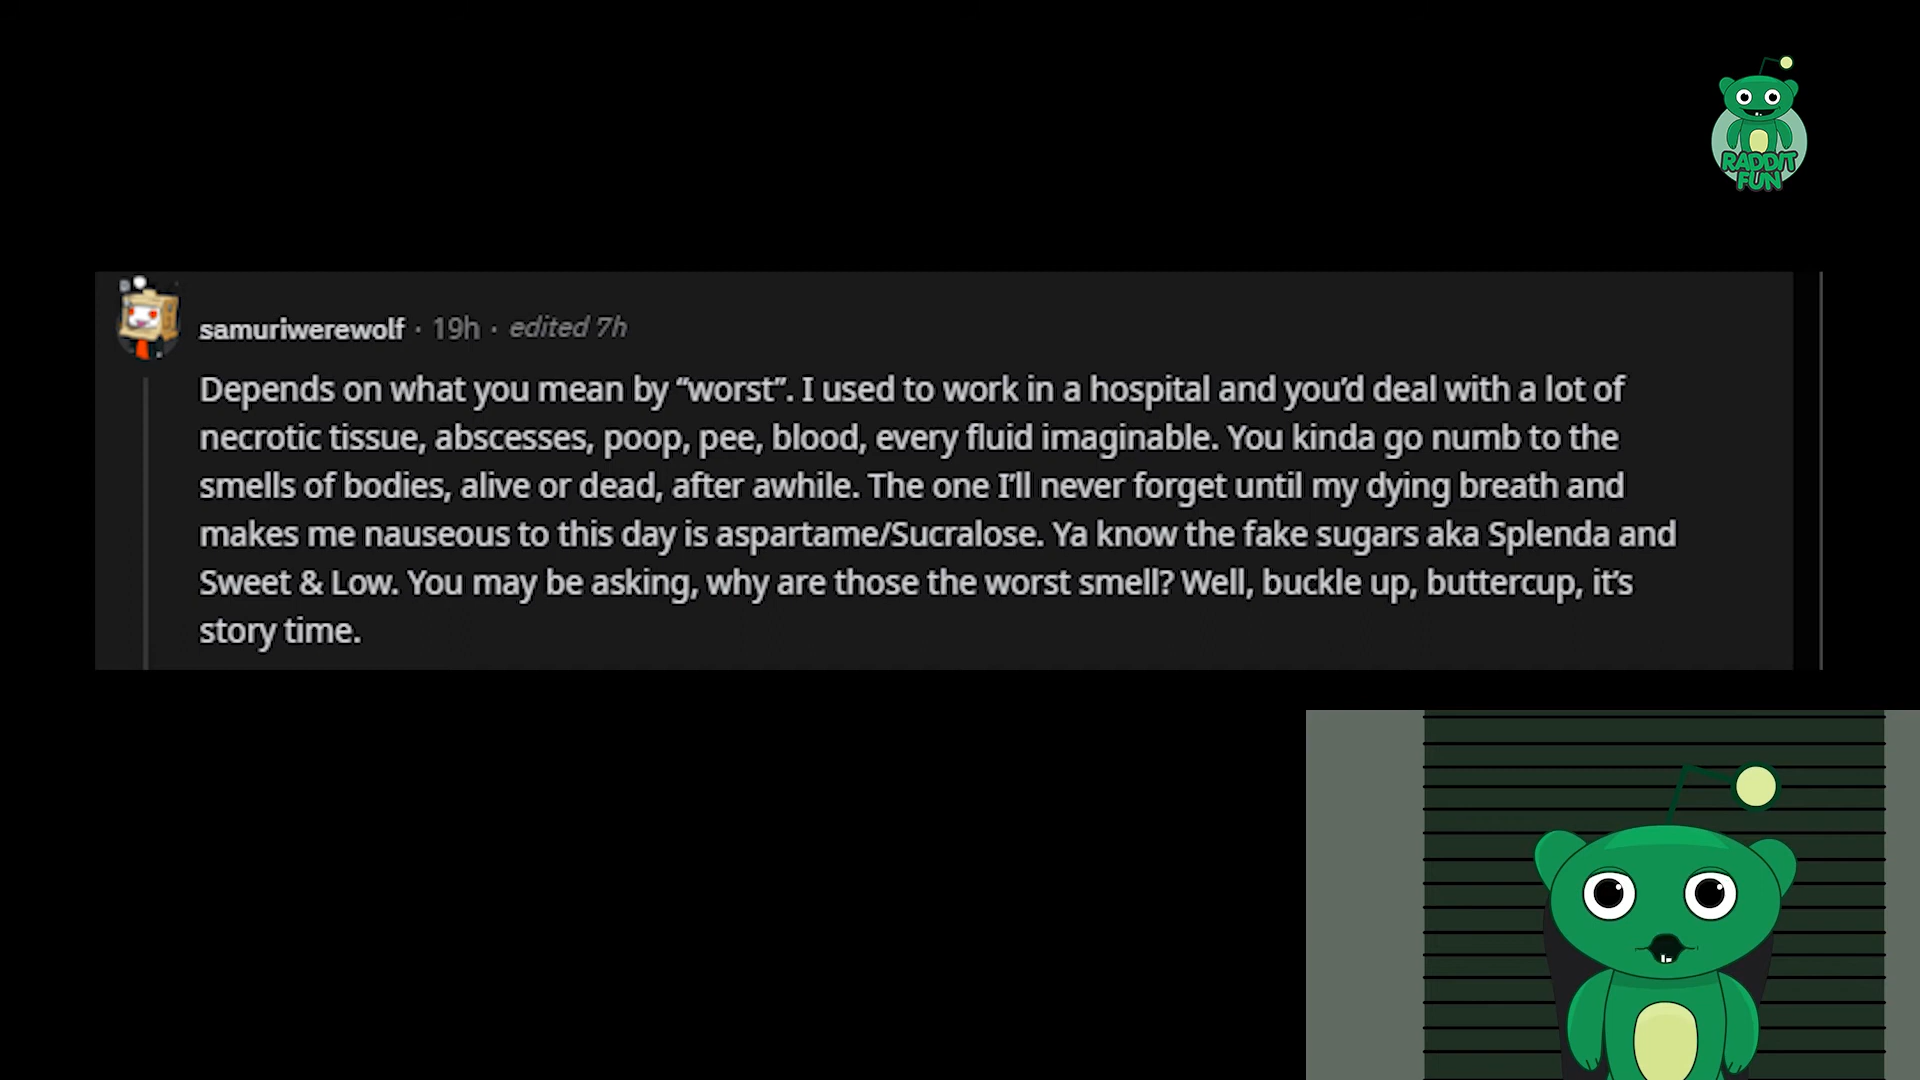 RADDIT
FUN
samuriwerewolf · 19h · edited 7h
Depends on what you mean by “worst”. I used to work in a hospital and you’d deal with a lot of
necrotic tissue, abscesses, poop, pee, blood, every fluid imaginable. You kinda go numb to the
smells of bodies, alive or dead, after awhile. The one I’ll never forget until my dying breath and
makes me nauseous to this day is aspartame/Sucralose. Ya know the fake sugars aka Splenda and
Sweet & Low. You may be asking, why are those the worst smell? Well, buckle up, buttercup, it’s
story time.